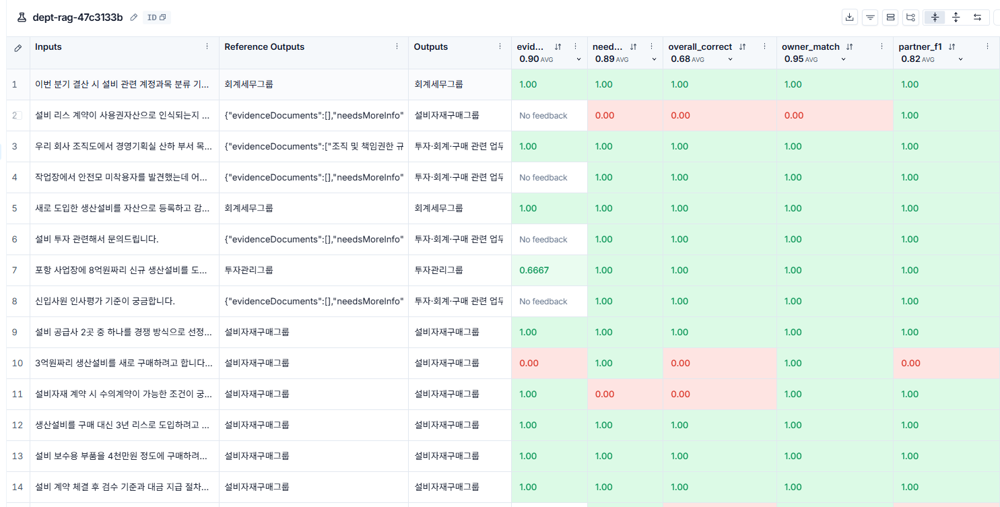 dept-rag-47c3133b ID
Inputs Reference Outputs Outputs evid... need... overall_correct owner_match partner_f1
0.90 AVG 0.89 AVG 0.68 AVG 0.95 AVG 0.82 AVG
1 이번 분기 결산 시 설비 관련 계정과목 분류 기... 회계세무그룹 회계세무그룹 1.00 1.00 1.00 1.00 1.00
2 설비 리스 계약이 사용권자산으로 인식되는지 ... {"evidenceDocuments":[],"needsMoreInfo" 설비자재구매그룹 No feedback 0.00 0.00 0.00 1.00
3 우리 회사 조직도에서 경영기획실 산하 부서 목... {"evidenceDocuments":["조직 및 책임권한 규 투자·회계·구매 관련 업무 1.00 1.00 1.00 1.00 1.00
4 작업장에서 안전모 미착용자를 발견했는데 어... {"evidenceDocuments":[],"needsMoreInfo" 투자·회계·구매 관련 업무 No feedback 1.00 1.00 1.00 1.00
5 새로 도입한 생산설비를 자산으로 등록하고 감... 회계세무그룹 회계세무그룹 1.00 1.00 1.00 1.00 1.00
6 설비 투자 관련해서 문의드립니다. {"evidenceDocuments":[],"needsMoreInfo" 투자·회계·구매 관련 업무 No feedback 1.00 1.00 1.00 1.00
7 포항 사업장에 8억원짜리 신규 생산설비를 도... 투자관리그룹 투자관리그룹 0.6667 1.00 1.00 1.00 1.00
8 신입사원 인사평가 기준이 궁금합니다. {"evidenceDocuments":[],"needsMoreInfo" 투자·회계·구매 관련 업무 No feedback 1.00 1.00 1.00 1.00
9 설비 공급사 2곳 중 하나를 경쟁 방식으로 선정... 설비자재구매그룹 설비자재구매그룹 1.00 1.00 1.00 1.00 1.00
10 3억원짜리 생산설비를 새로 구매하려고 합니다... 설비자재구매그룹 설비자재구매그룹 0.00 1.00 0.00 1.00 0.00
11 설비자재 계약 시 수의계약이 가능한 조건이 궁... 설비자재구매그룹 설비자재구매그룹 1.00 0.00 0.00 1.00 1.00
12 생산설비를 구매 대신 3년 리스로 도입하려고 ... 설비자재구매그룹 설비자재구매그룹 1.00 1.00 1.00 1.00 1.00
13 설비 보수용 부품을 4천만원 정도에 구매하려... 설비자재구매그룹 설비자재구매그룹 1.00 1.00 1.00 1.00 1.00
14 설비 계약 체결 후 검수 기준과 대금 지급 절차... 설비자재구매그룹 설비자재구매그룹 1.00 1.00 1.00 1.00 1.00